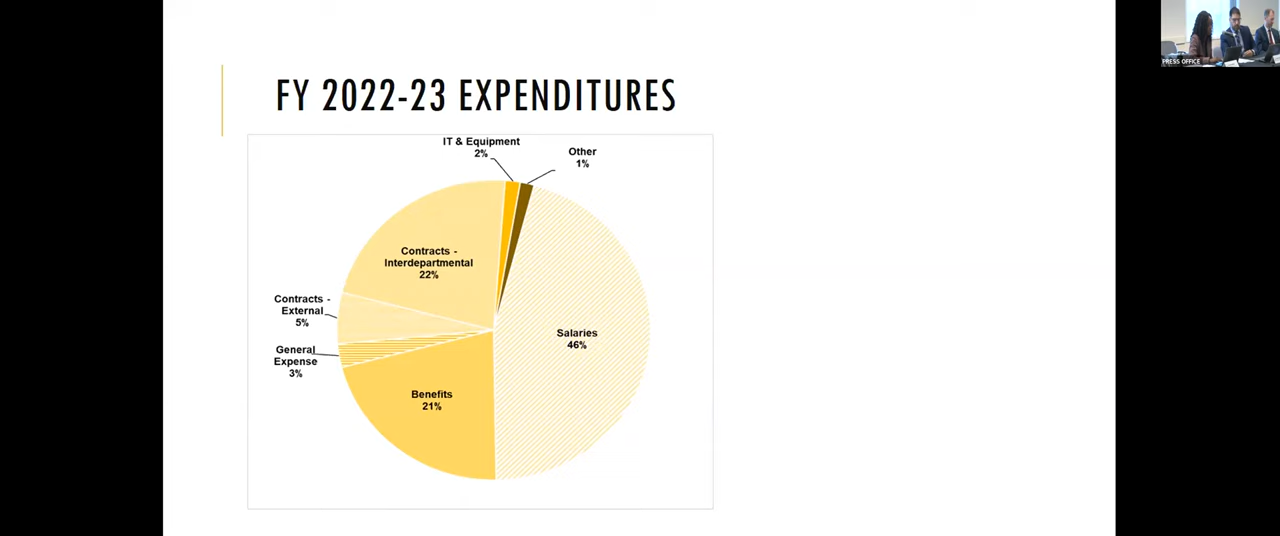 FY 2022-23 EXPENDITURES
IT & Equipment
2%
Other
1%
Contracts -
Interdepartmental
22%
Contracts -
External
5%
General
Expense
3%
Salaries
46%
Benefits
21%
PRESS OFFICE